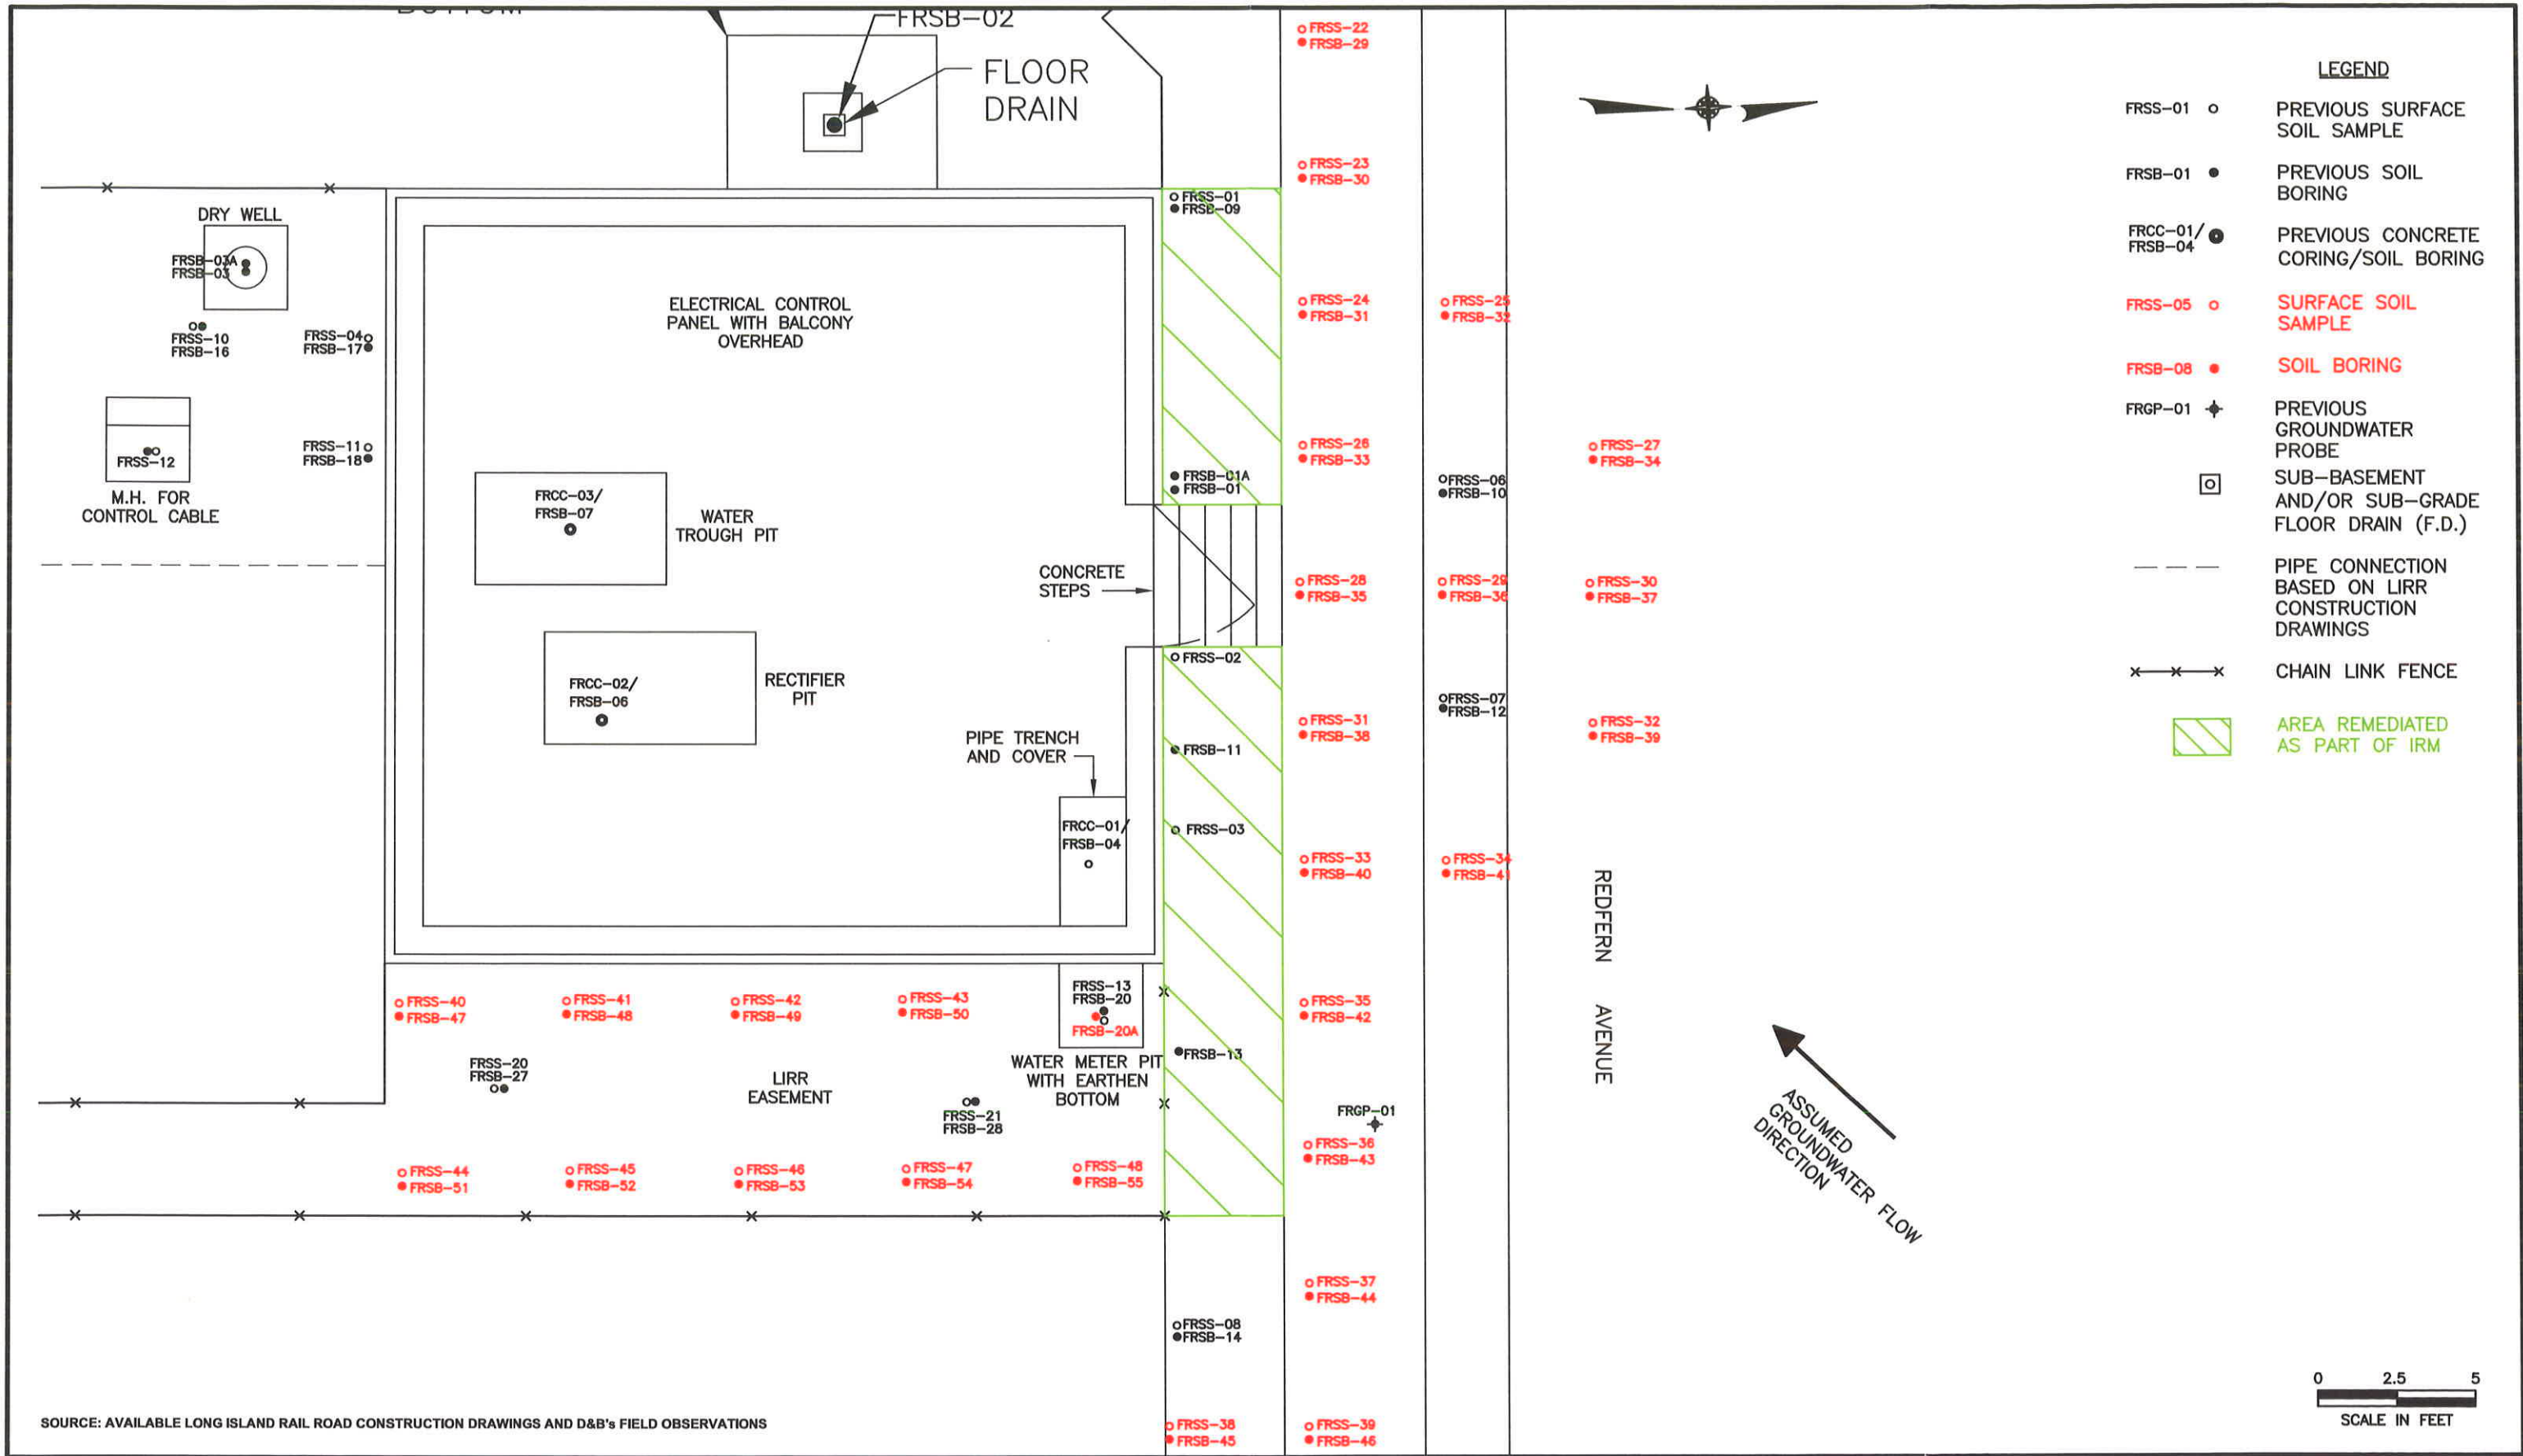 FRSB-02
FLOOR
DRAIN
FRSS-22
FRSB-29
FRSS-23
FRSB-30
FRSS-01
FRSB-09
DRY WELL
FRSB-03A
FRSB-03
FRSS-10
FRSB-16
FRSS-04
FRSB-17
ELECTRICAL CONTROL
PANEL WITH BALCONY
OVERHEAD
FRSS-24
FRSB-31
FRSS-25
FRSB-32
FRSS-12
M.H. FOR
CONTROL CABLE
FRSS-11
FRSB-18
FRCC-03/
FRSB-07
WATER
TROUGH PIT
FRSB-01A
FRSB-01
FRSS-26
FRSB-33
FRSS-06
FRSB-10
FRSS-27
FRSB-34
CONCRETE
STEPS
FRSS-28
FRSB-35
FRSS-29
FRSB-36
FRSS-30
FRSB-37
FRCC-02/
FRSB-06
RECTIFIER
PIT
FRSS-02
FRSS-31
FRSB-38
FRSS-07
FRSB-12
FRSS-32
FRSB-39
PIPE TRENCH
AND COVER
FRSB-11
FRCC-01/
FRSB-04
FRSS-03
FRSS-33
FRSB-40
FRSS-34
FRSB-41
REDFERN AVENUE
FRSS-40
FRSB-47
FRSS-41
FRSB-48
FRSS-42
FRSB-49
FRSS-43
FRSB-50
FRSS-13
FRSB-20
FRSB-20A
FRSS-35
FRSB-42
WATER METER PIT
WITH EARTHEN
BOTTOM
FRSB-13
FRSS-20
FRSB-27
LIRR
EASEMENT
FRSS-21
FRSB-28
FRGP-01
FRSS-36
FRSB-43
ASSUMED
GROUNDWATER FLOW
DIRECTION
FRSS-44
FRSB-51
FRSS-45
FRSB-52
FRSS-46
FRSB-53
FRSS-47
FRSB-54
FRSS-48
FRSB-55
FRSS-37
FRSB-44
FRSS-08
FRSB-14
FRSS-38
FRSB-45
FRSS-39
FRSB-46
SOURCE: AVAILABLE LONG ISLAND RAIL ROAD CONSTRUCTION DRAWINGS AND D&B's FIELD OBSERVATIONS
LEGEND
FRSS-01 PREVIOUS SURFACE
SOIL SAMPLE
FRSB-01 PREVIOUS SOIL
BORING
FRCC-01/
FRSB-04
PREVIOUS CONCRETE
CORING/SOIL BORING
FRSS-05 SURFACE SOIL
SAMPLE
FRSB-08 SOIL BORING
FRGP-01 PREVIOUS
GROUNDWATER
PROBE
SUB-BASEMENT
AND/OR SUB-GRADE
FLOOR DRAIN (F.D.)
PIPE CONNECTION
BASED ON LIRR
CONSTRUCTION
DRAWINGS
CHAIN LINK FENCE
AREA REMEDIATED
AS PART OF IRM
0 2.5 5
SCALE IN FEET